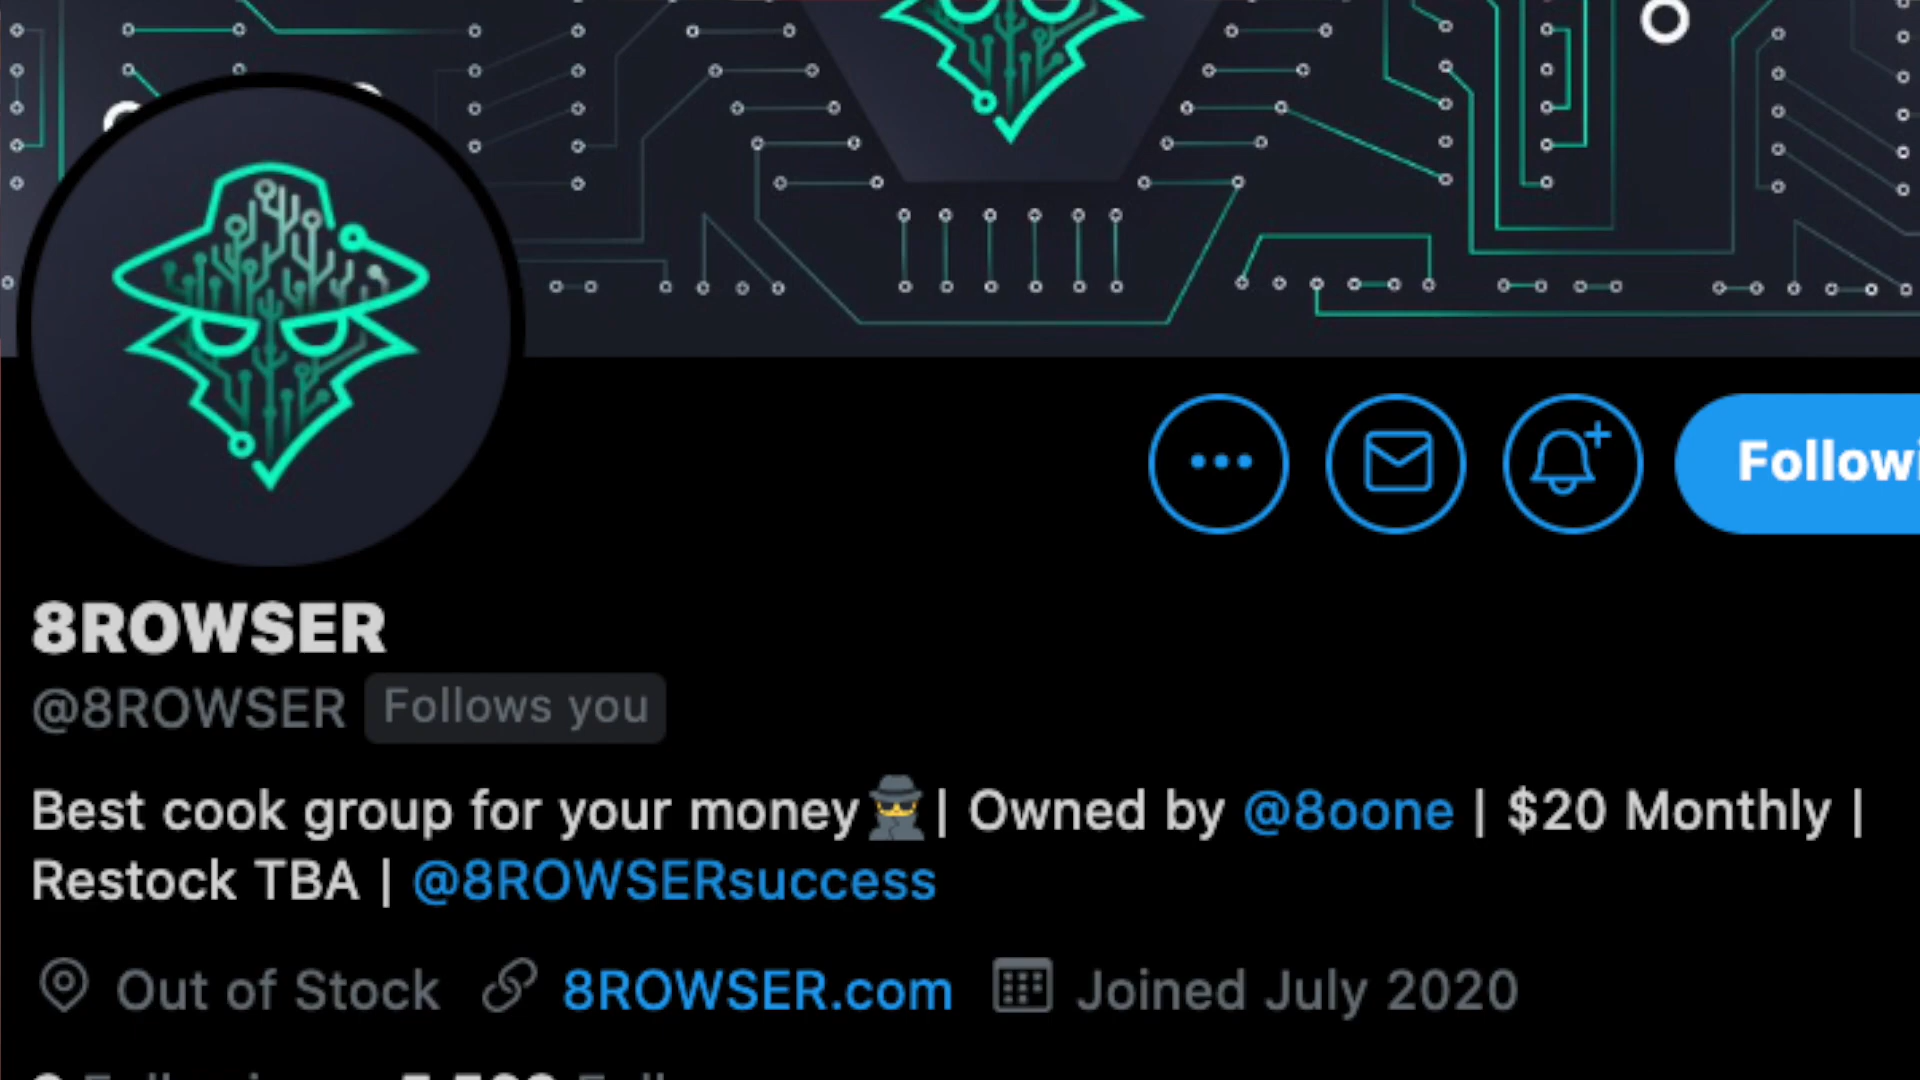 Followi
8ROWSER
@8ROWSER Follows you
Best cook group for your money🕵️| Owned by @8oone | $20 Monthly |
Restock TBA | @8ROWSERsuccess
Out of Stock 8ROWSER.com Joined July 2020